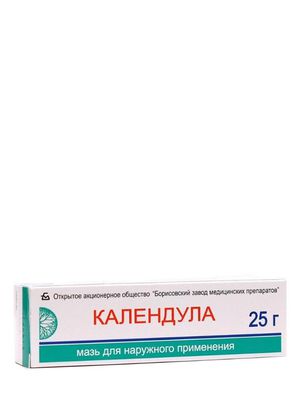 Открытое акционерное общество "Борисовский завод медицинских препаратов"
КАЛЕНДУЛА
25 г
мазь для наружного применения